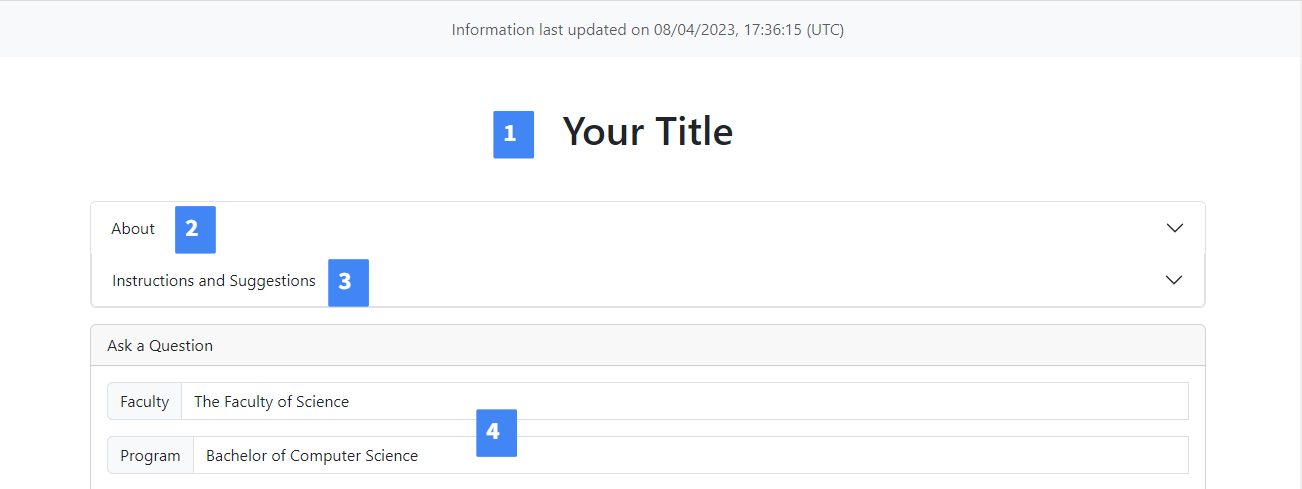 Information last updated on 08/04/2023, 17:36:15 (UTC)
1 Your Title
About 2
Instructions and Suggestions 3
Ask a Question
Faculty The Faculty of Science
4
Program Bachelor of Computer Science